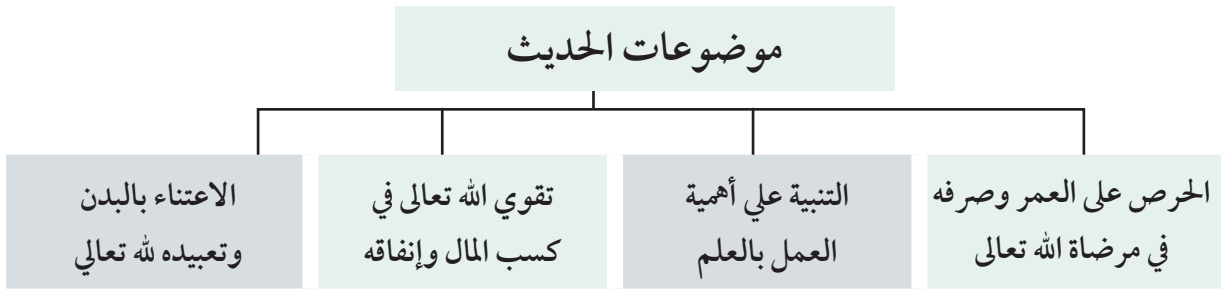 موضوعات الحديث
الحرص على العمر وصرفه
في مرضاة الله تعالى
التنبية علي أهمية
العمل بالعلم
تقوي الله تعالى في
كسب المال وإنفاقه
الاعتناء بالبدن
وتعبيده لله تعالي